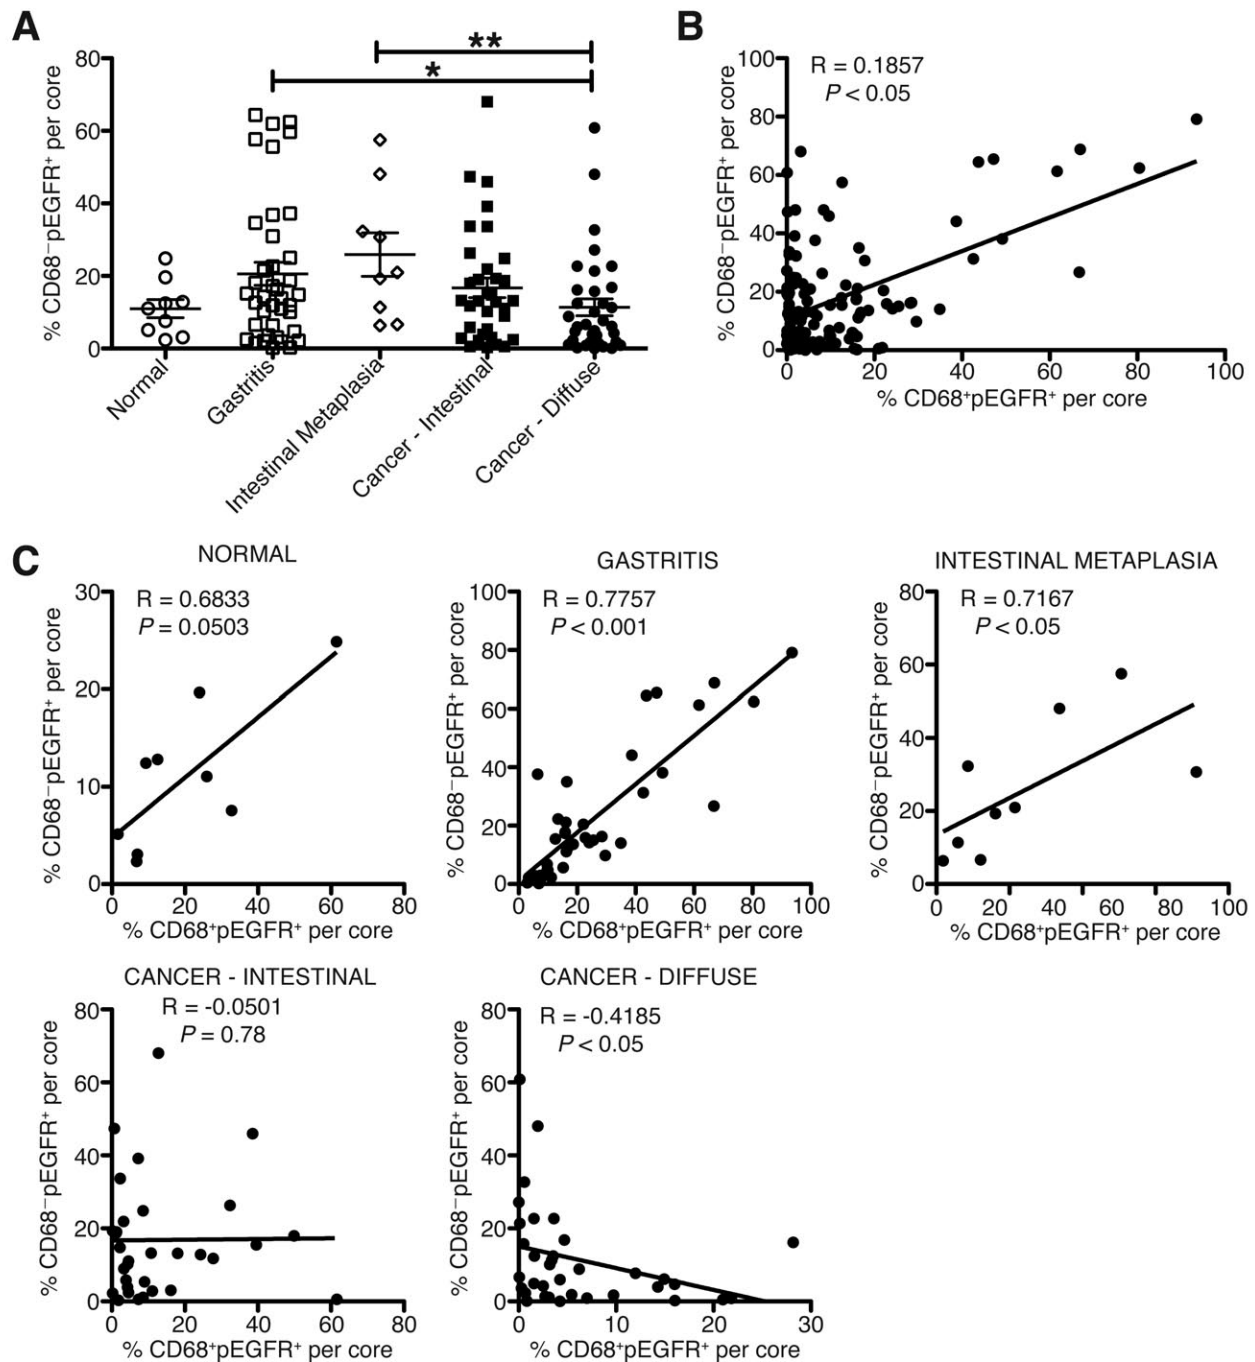 A
% CD68⁻pEGFR⁺ per core
80
60
40
20
0
**
*
Normal
Gastritis
Intestinal Metaplasia
Cancer - Intestinal
Cancer - Diffuse
B
% CD68⁻pEGFR⁺ per core
100
80
60
40
20
0
R = 0.1857
P < 0.05
0 20 40 60 80 100
% CD68⁺pEGFR⁺ per core
C
NORMAL
% CD68⁻pEGFR⁺ per core
30
20
10
0
R = 0.6833
P = 0.0503
0 20 40 60 80
% CD68⁺pEGFR⁺ per core
GASTRITIS
% CD68⁻pEGFR⁺ per core
100
80
60
40
20
0
R = 0.7757
P < 0.001
0 20 40 60 80 100
% CD68⁺pEGFR⁺ per core
INTESTINAL METAPLASIA
% CD68⁻pEGFR⁺ per core
80
60
40
20
0
R = 0.7167
P < 0.05
0 20 40 60 80 100
% CD68⁺pEGFR⁺ per core
CANCER - INTESTINAL
% CD68⁻pEGFR⁺ per core
80
60
40
20
0
R = -0.0501
P = 0.78
0 20 40 60 80
% CD68⁺pEGFR⁺ per core
CANCER - DIFFUSE
% CD68⁻pEGFR⁺ per core
80
60
40
20
0
R = -0.4185
P < 0.05
0 10 20 30
% CD68⁺pEGFR⁺ per core